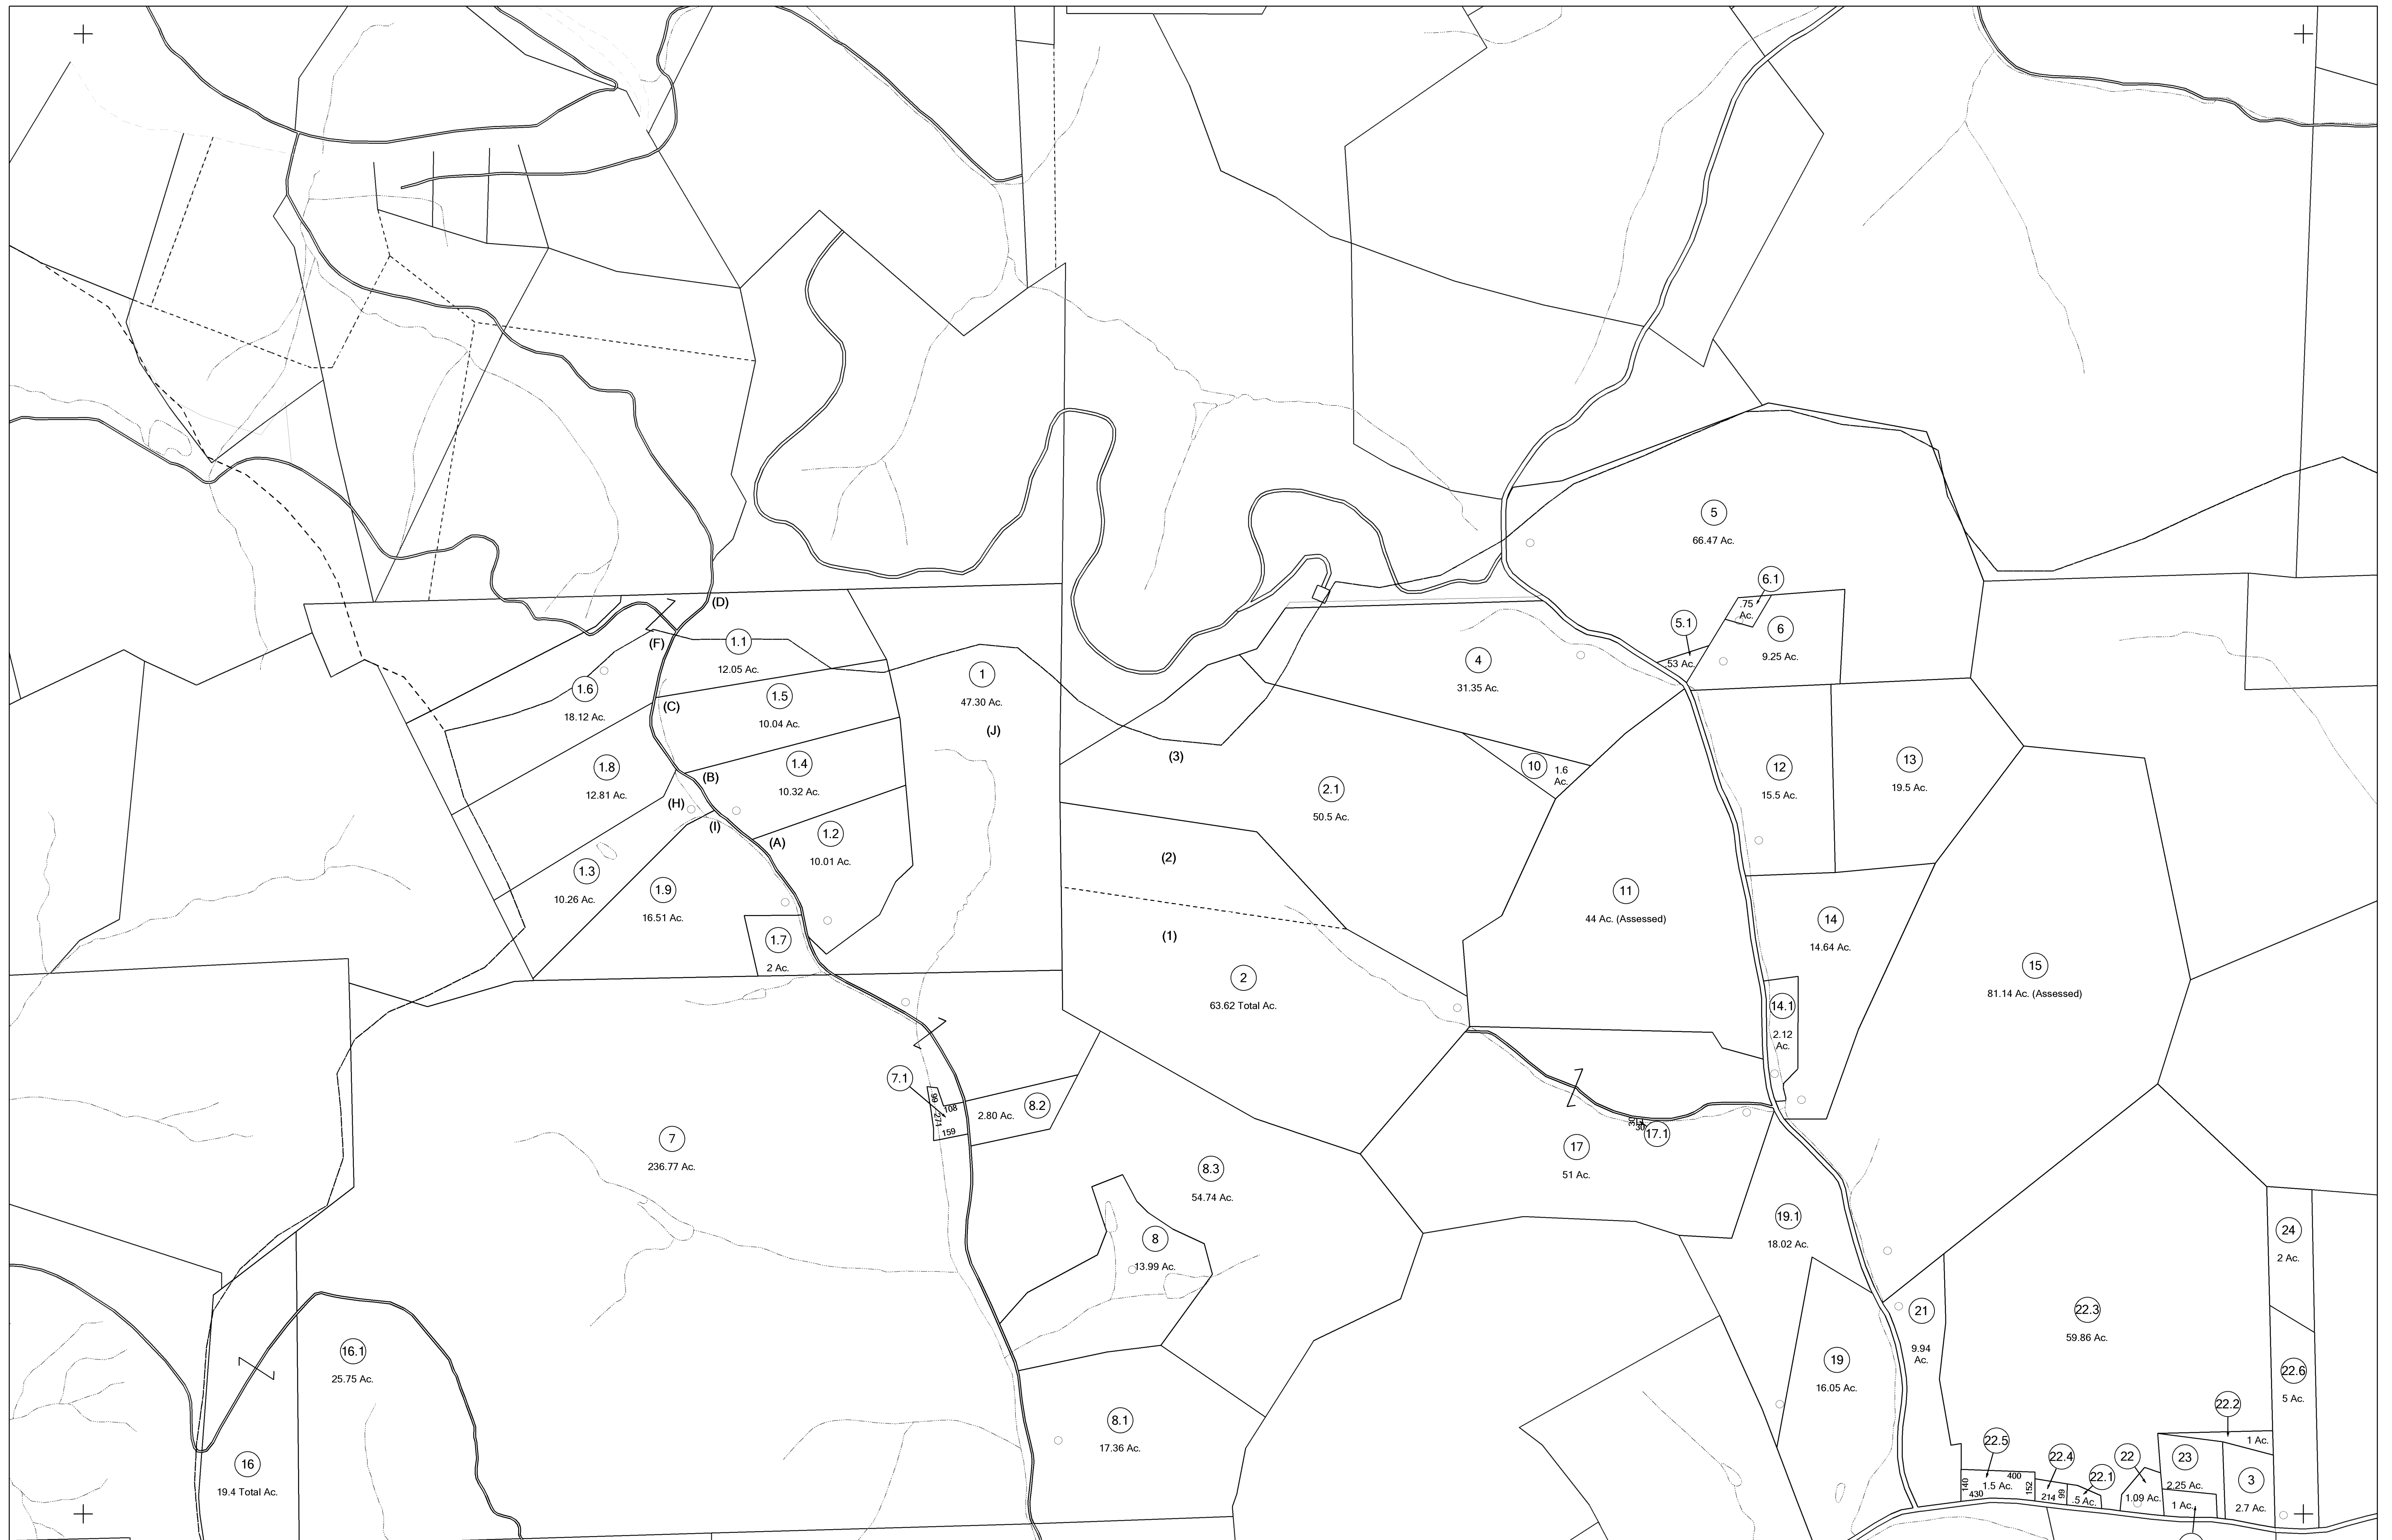 5
66.47 Ac.
6.1
.75
Ac.
5.1
.53 Ac.
6
9.25 Ac.
(D)
(F)
1.1
12.05 Ac.
4
31.35 Ac.
1
47.30 Ac.
(J)
1.6
18.12 Ac.
1.5
10.04 Ac.
(C)
(3)
1.8
12.81 Ac.
(B)
1.4
10.32 Ac.
10
1.6
Ac.
12
15.5 Ac.
13
19.5 Ac.
2.1
50.5 Ac.
(H)
(I)
(A)
1.2
10.01 Ac.
(2)
1.3
10.26 Ac.
1.9
16.51 Ac.
11
44 Ac. (Assessed)
14
14.64 Ac.
1.7
2 Ac.
(1)
2
63.62 Total Ac.
15
81.14 Ac. (Assessed)
14.1
2.12
Ac.
7.1
99
108
271
159
2.80 Ac.
8.2
7
236.77 Ac.
30
30
17.1
17
51 Ac.
8.3
54.74 Ac.
8
13.99 Ac.
19.1
18.02 Ac.
24
2 Ac.
21
9.94
Ac.
22.3
59.86 Ac.
16.1
25.75 Ac.
19
16.05 Ac.
22.6
5 Ac.
22.2
1 Ac.
8.1
17.36 Ac.
22.5
400
140
1.5 Ac.
430
152
22.4
214
99
22.1
.5 Ac.
22
1.09 Ac.
23
2.25 Ac.
1 Ac.
3
2.7 Ac.
16
19.4 Total Ac.